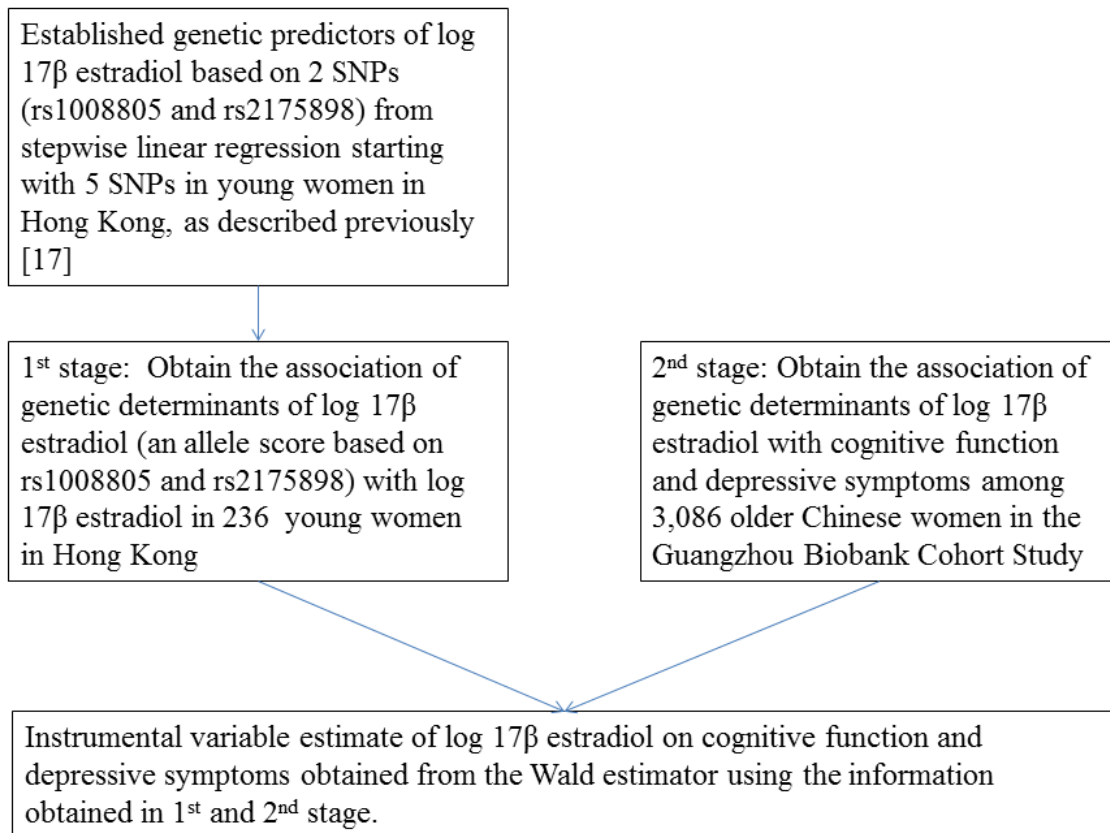 Established genetic predictors of log
17β estradiol based on 2 SNPs
(rs1008805 and rs2175898) from
stepwise linear regression starting
with 5 SNPs in young women in
Hong Kong, as described previously
[17]
1st stage:  Obtain the association of
genetic determinants of log 17β
estradiol (an allele score based on
rs1008805 and rs2175898) with log
17β estradiol in 236  young women
in Hong Kong
2nd stage: Obtain the association of
genetic determinants of log 17β
estradiol with cognitive function
and depressive symptoms among
3,086 older Chinese women in the
Guangzhou Biobank Cohort Study
Instrumental variable estimate of log 17β estradiol on cognitive function and
depressive symptoms obtained from the Wald estimator using the information
obtained in 1st and 2nd stage.